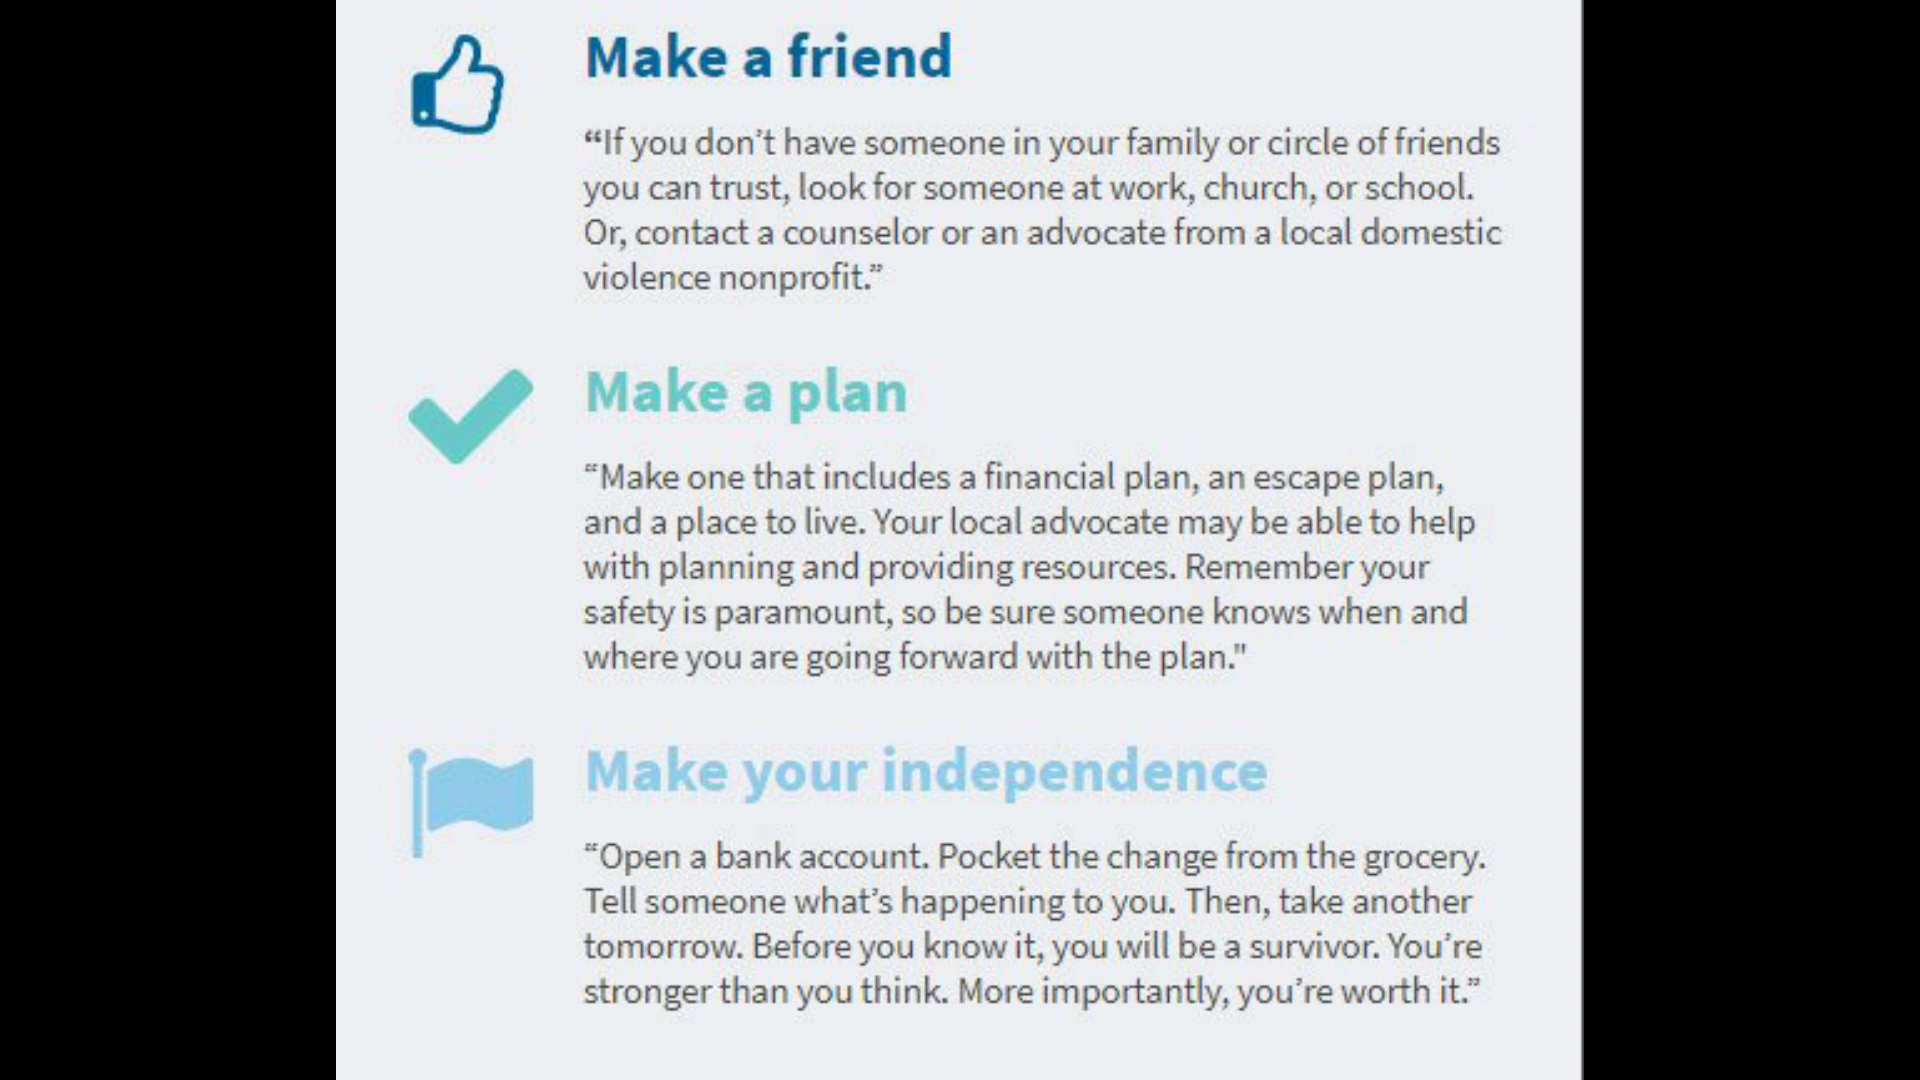 Make a friend
“If you don’t have someone in your family or circle of friends
you can trust, look for someone at work, church, or school.
Or, contact a counselor or an advocate from a local domestic
violence nonprofit.”
Make a plan
“Make one that includes a financial plan, an escape plan,
and a place to live. Your local advocate may be able to help
with planning and providing resources. Remember your
safety is paramount, so be sure someone knows when and
where you are going forward with the plan."
Make your independence
“Open a bank account. Pocket the change from the grocery.
Tell someone what’s happening to you. Then, take another
tomorrow. Before you know it, you will be a survivor. You’re
stronger than you think. More importantly, you’re worth it.”